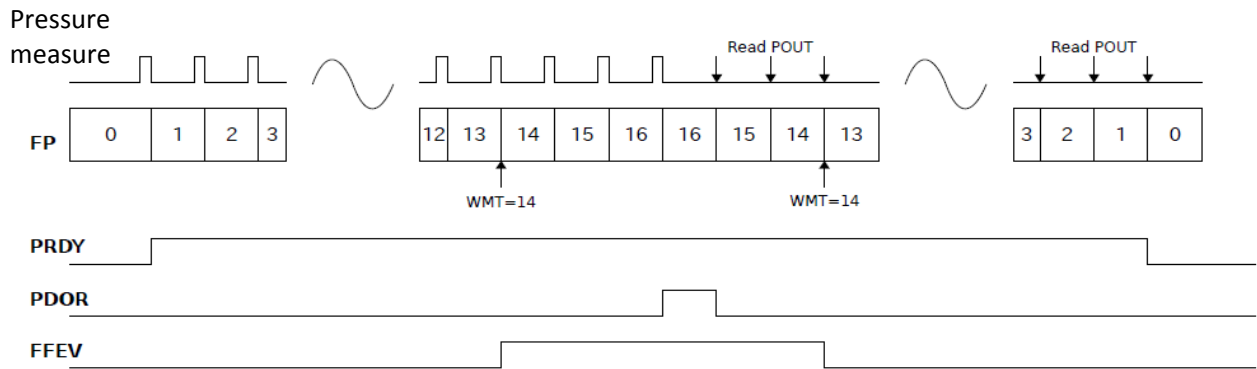 Pressure
measure
Read POUT
Read POUT
FP 0 1 2 3 12 13 14 15 16 16 15 14 13 3 2 1 0
WMT=14
WMT=14
PRDY
PDOR
FFEV